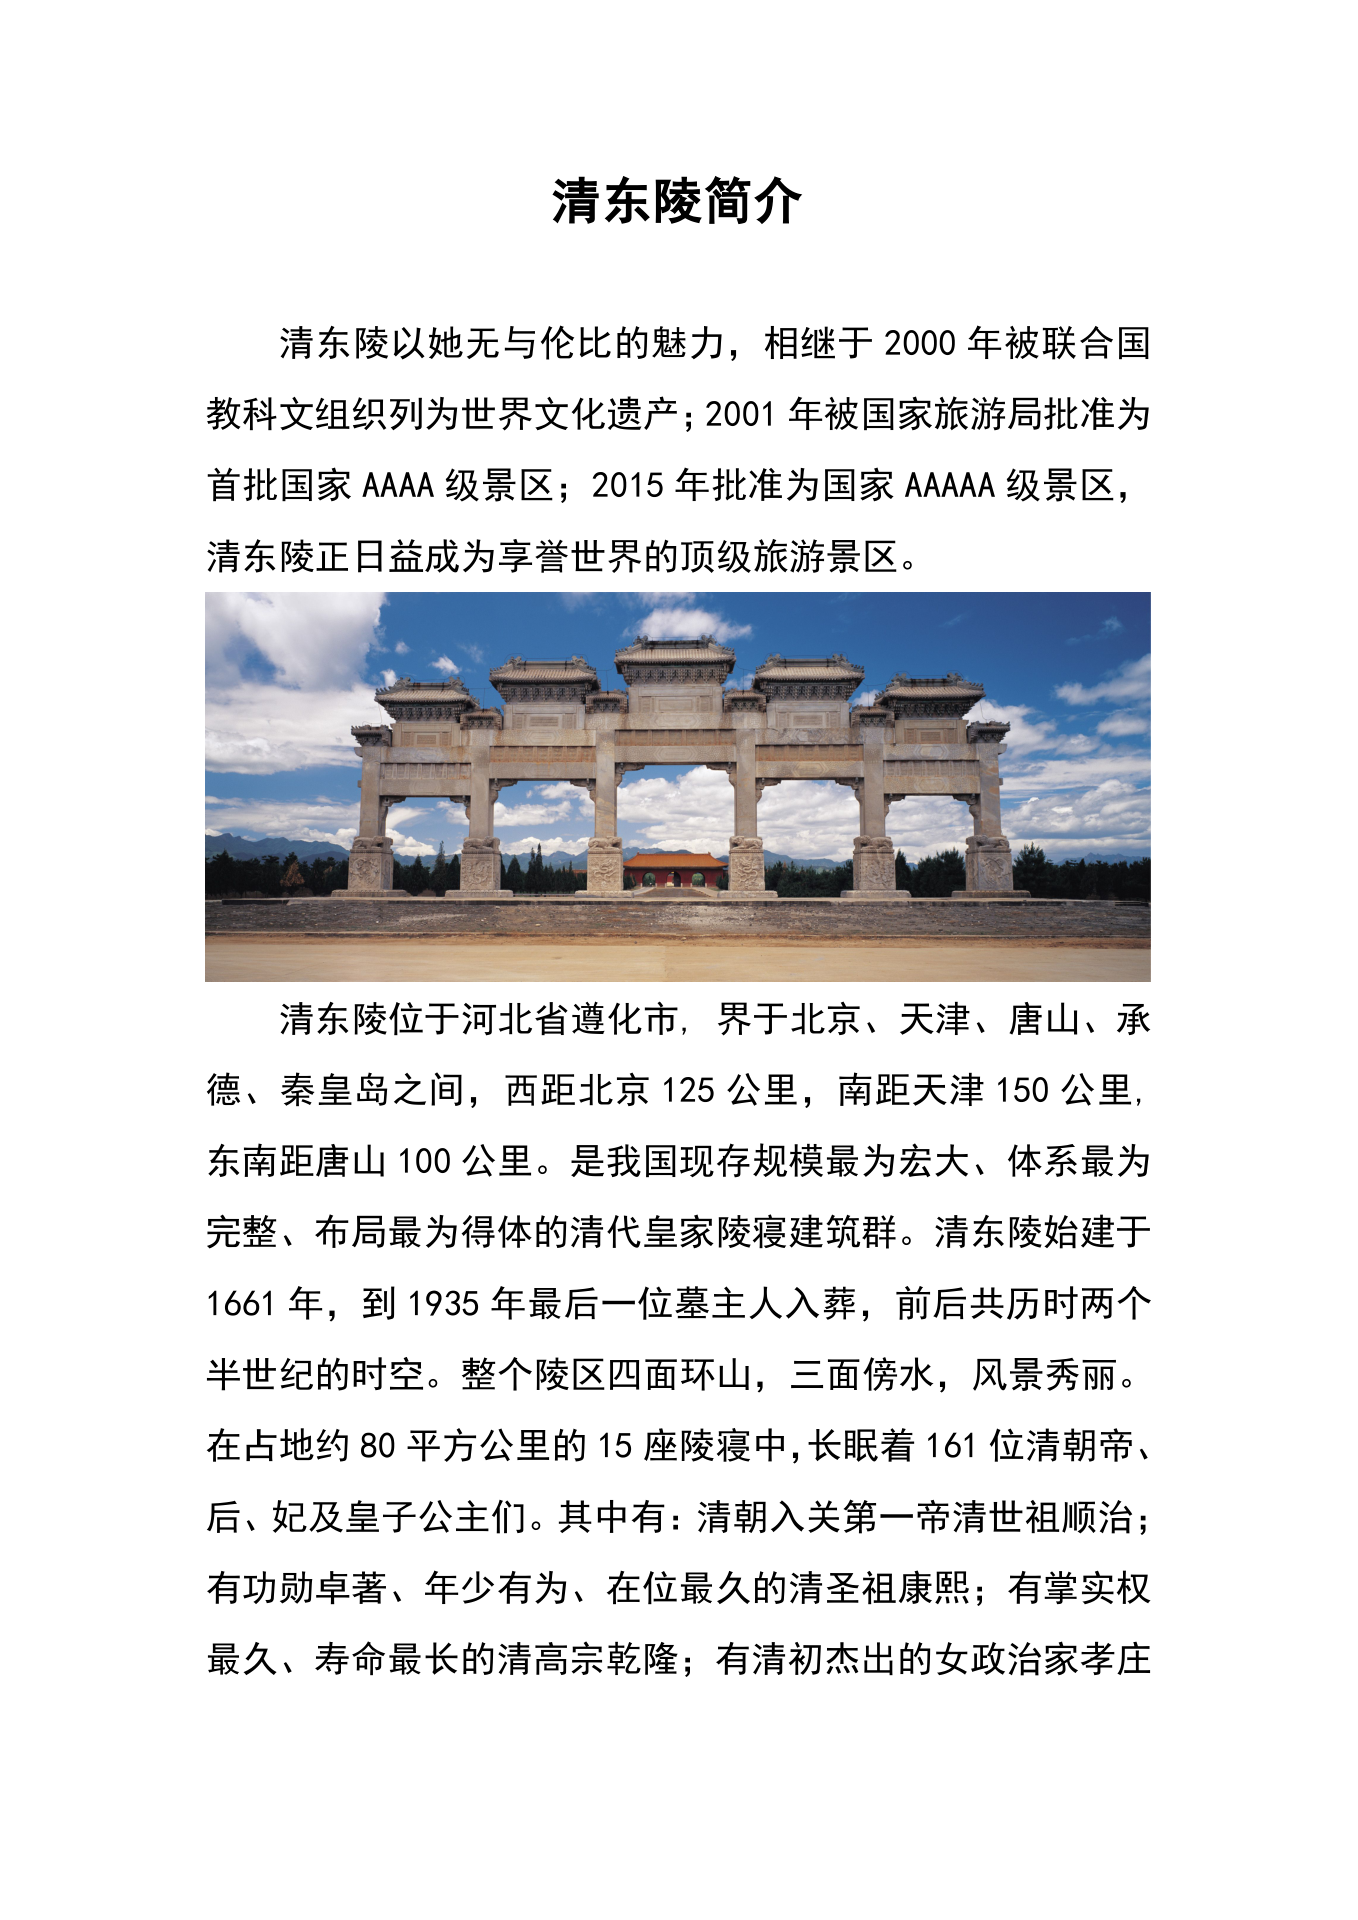 清东陵简介
清东陵以她无与伦比的魅力，相继于 2000 年被联合国
教科文组织列为世界文化遗产；2001 年被国家旅游局批准为
首批国家 AAAA 级景区；2015 年批准为国家 AAAAA 级景区，
清东陵正日益成为享誉世界的顶级旅游景区。
清东陵位于河北省遵化市, 界于北京、天津、唐山、承
德、秦皇岛之间，西距北京 125 公里，南距天津 150 公里,
东南距唐山 100 公里。是我国现存规模最为宏大、体系最为
完整、布局最为得体的清代皇家陵寝建筑群。清东陵始建于
1661 年，到 1935 年最后一位墓主人入葬，前后共历时两个
半世纪的时空。整个陵区四面环山，三面傍水，风景秀丽。
在占地约 80 平方公里的 15 座陵寝中，长眠着 161 位清朝帝、
后、妃及皇子公主们。其中有：清朝入关第一帝清世祖顺治；
有功勋卓著、年少有为、在位最久的清圣祖康熙；有掌实权
最久、寿命最长的清高宗乾隆；有清初杰出的女政治家孝庄